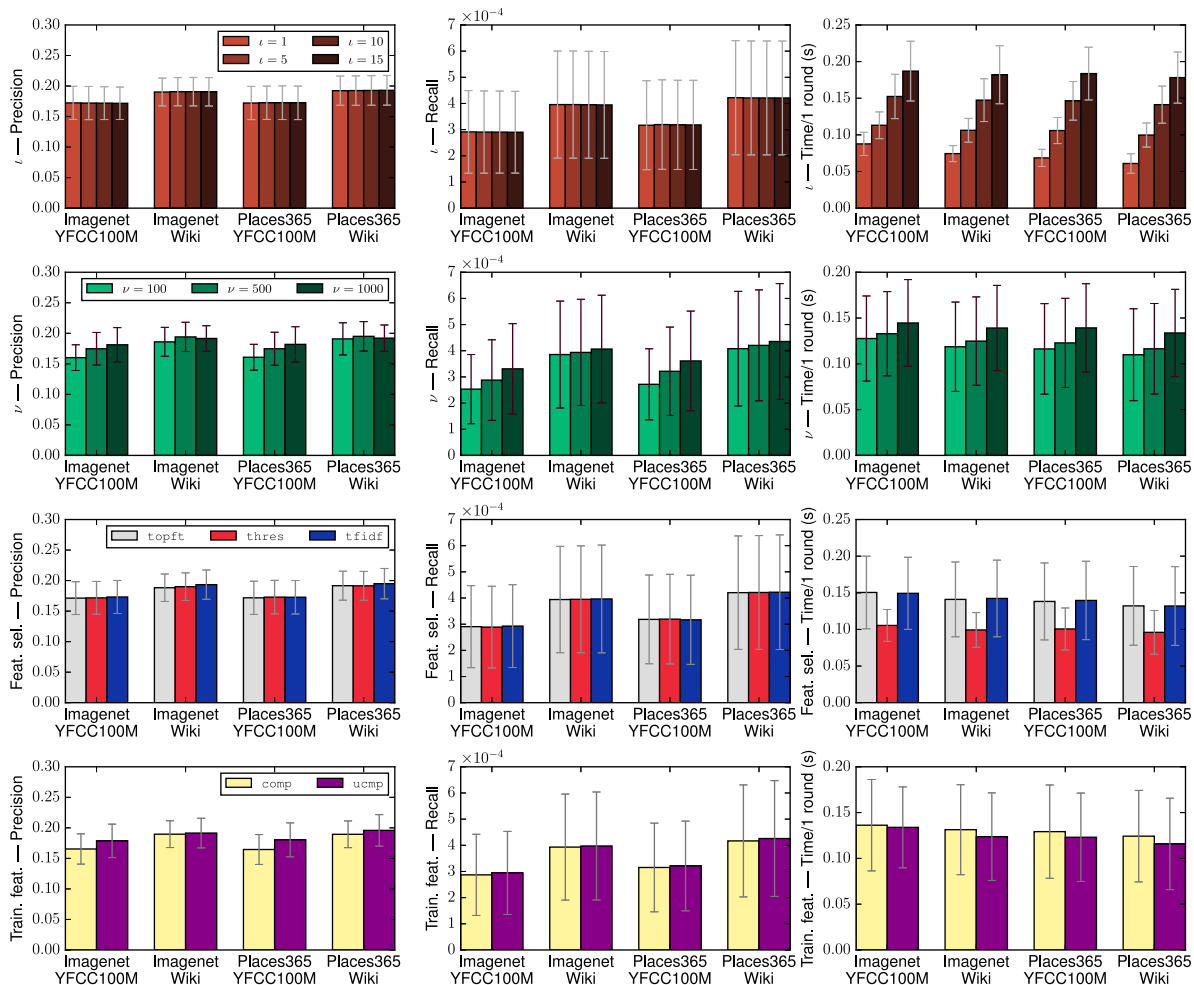 ι — Precision
0.30
0.25
0.20
0.15
0.10
0.05
0.00
ι = 1 ι = 10
ι = 5 ι = 15
Imagenet Imagenet Places365 Places365
YFCC100M Wiki YFCC100M Wiki
ι — Recall
×10⁻⁴
7
6
5
4
3
2
1
0
Imagenet Imagenet Places365 Places365
YFCC100M Wiki YFCC100M Wiki
ι — Time/1 round (s)
0.25
0.20
0.15
0.10
0.05
0.00
Imagenet Imagenet Places365 Places365
YFCC100M Wiki YFCC100M Wiki
ν — Precision
0.30
0.25
0.20
0.15
0.10
0.05
0.00
ν = 100 ν = 500 ν = 1000
Imagenet Imagenet Places365 Places365
YFCC100M Wiki YFCC100M Wiki
ν — Recall
×10⁻⁴
7
6
5
4
3
2
1
0
Imagenet Imagenet Places365 Places365
YFCC100M Wiki YFCC100M Wiki
ν — Time/1 round (s)
0.20
0.15
0.10
0.05
0.00
Imagenet Imagenet Places365 Places365
YFCC100M Wiki YFCC100M Wiki
Feat. sel. — Precision
0.30
0.25
0.20
0.15
0.10
0.05
0.00
topft thres tfidf
Imagenet Imagenet Places365 Places365
YFCC100M Wiki YFCC100M Wiki
Feat. sel. — Recall
×10⁻⁴
7
6
5
4
3
2
1
0
Imagenet Imagenet Places365 Places365
YFCC100M Wiki YFCC100M Wiki
Feat. sel. — Time/1 round (s)
0.25
0.20
0.15
0.10
0.05
0.00
Imagenet Imagenet Places365 Places365
YFCC100M Wiki YFCC100M Wiki
Train. feat. — Precision
0.30
0.25
0.20
0.15
0.10
0.05
0.00
comp ucmp
Imagenet Imagenet Places365 Places365
YFCC100M Wiki YFCC100M Wiki
Train. feat. — Recall
×10⁻⁴
7
6
5
4
3
2
1
0
Imagenet Imagenet Places365 Places365
YFCC100M Wiki YFCC100M Wiki
Train. feat. — Time/1 round (s)
0.20
0.15
0.10
0.05
0.00
Imagenet Imagenet Places365 Places365
YFCC100M Wiki YFCC100M Wiki